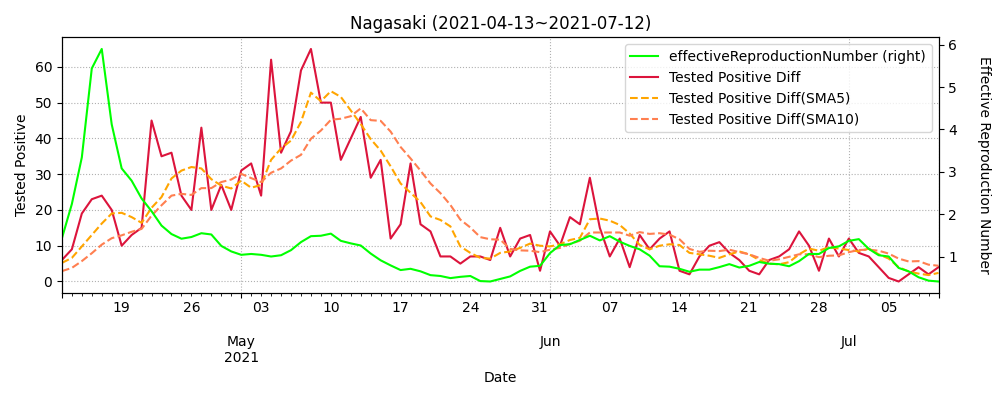 Nagasaki (2021-04-13~2021-07-12)
effectiveReproductionNumber (right)
Tested Positive Diff
Tested Positive Diff(SMA5)
Tested Positive Diff(SMA10)
Tested Positive
60
50
40
30
20
10
0
Effective Reproduction Number
6
5
4
3
2
1
19 26 03 10 17 24 31 07 14 21 28 05
May Jun Jul
2021
Date